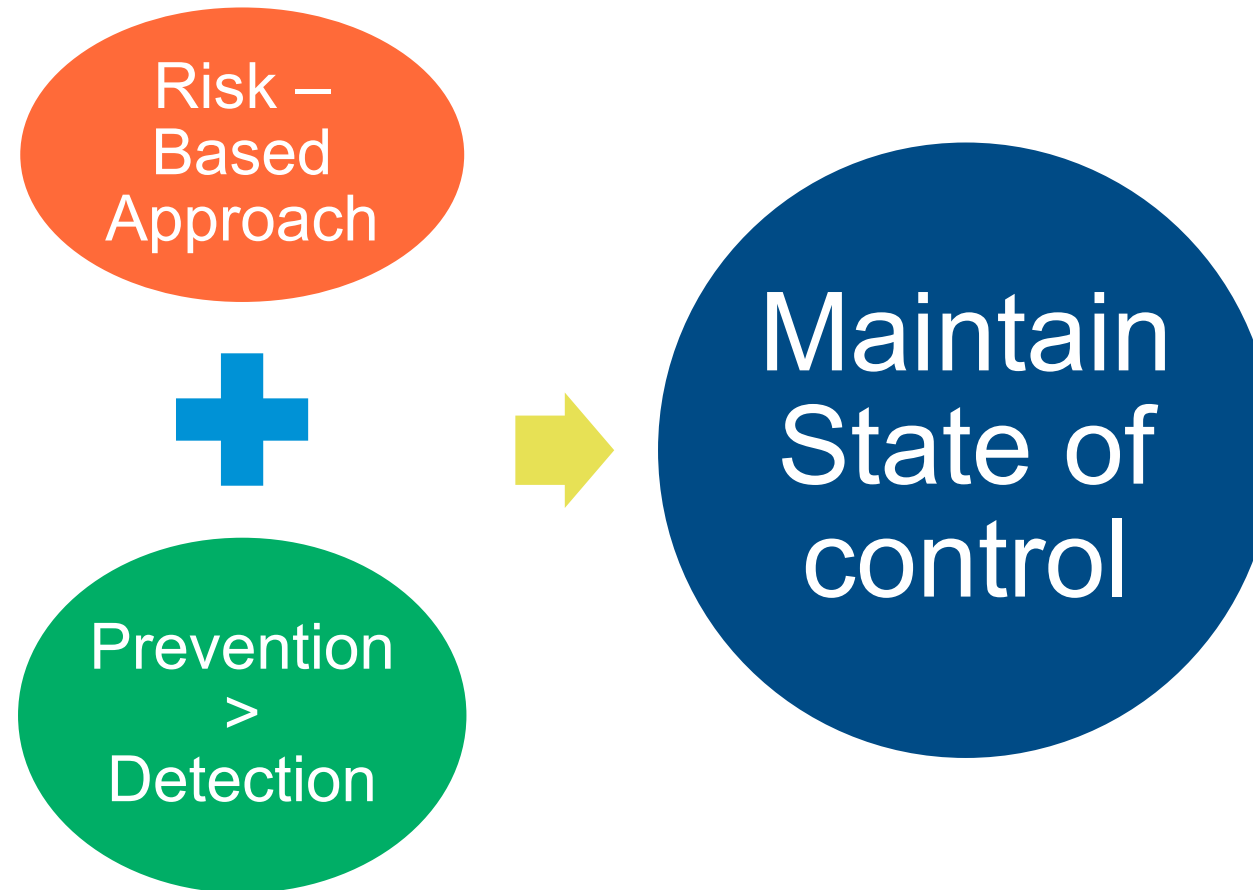 Risk –
Based
Approach
Prevention
>
Detection
Maintain
State of
control